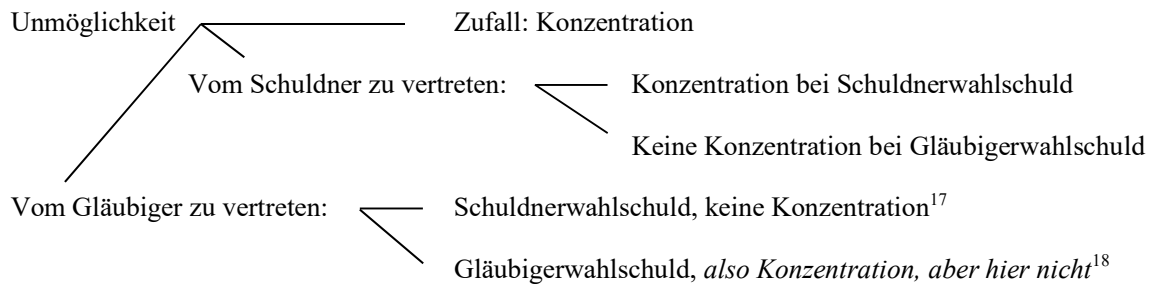 Unmöglichkeit Zufall: Konzentration
Vom Schuldner zu vertreten: Konzentration bei Schuldnerwahlschuld
Keine Konzentration bei Gläubigerwahlschuld
Vom Gläubiger zu vertreten: Schuldnerwahlschuld, keine Konzentration17
Gläubigerwahlschuld, also Konzentration, aber hier nicht18